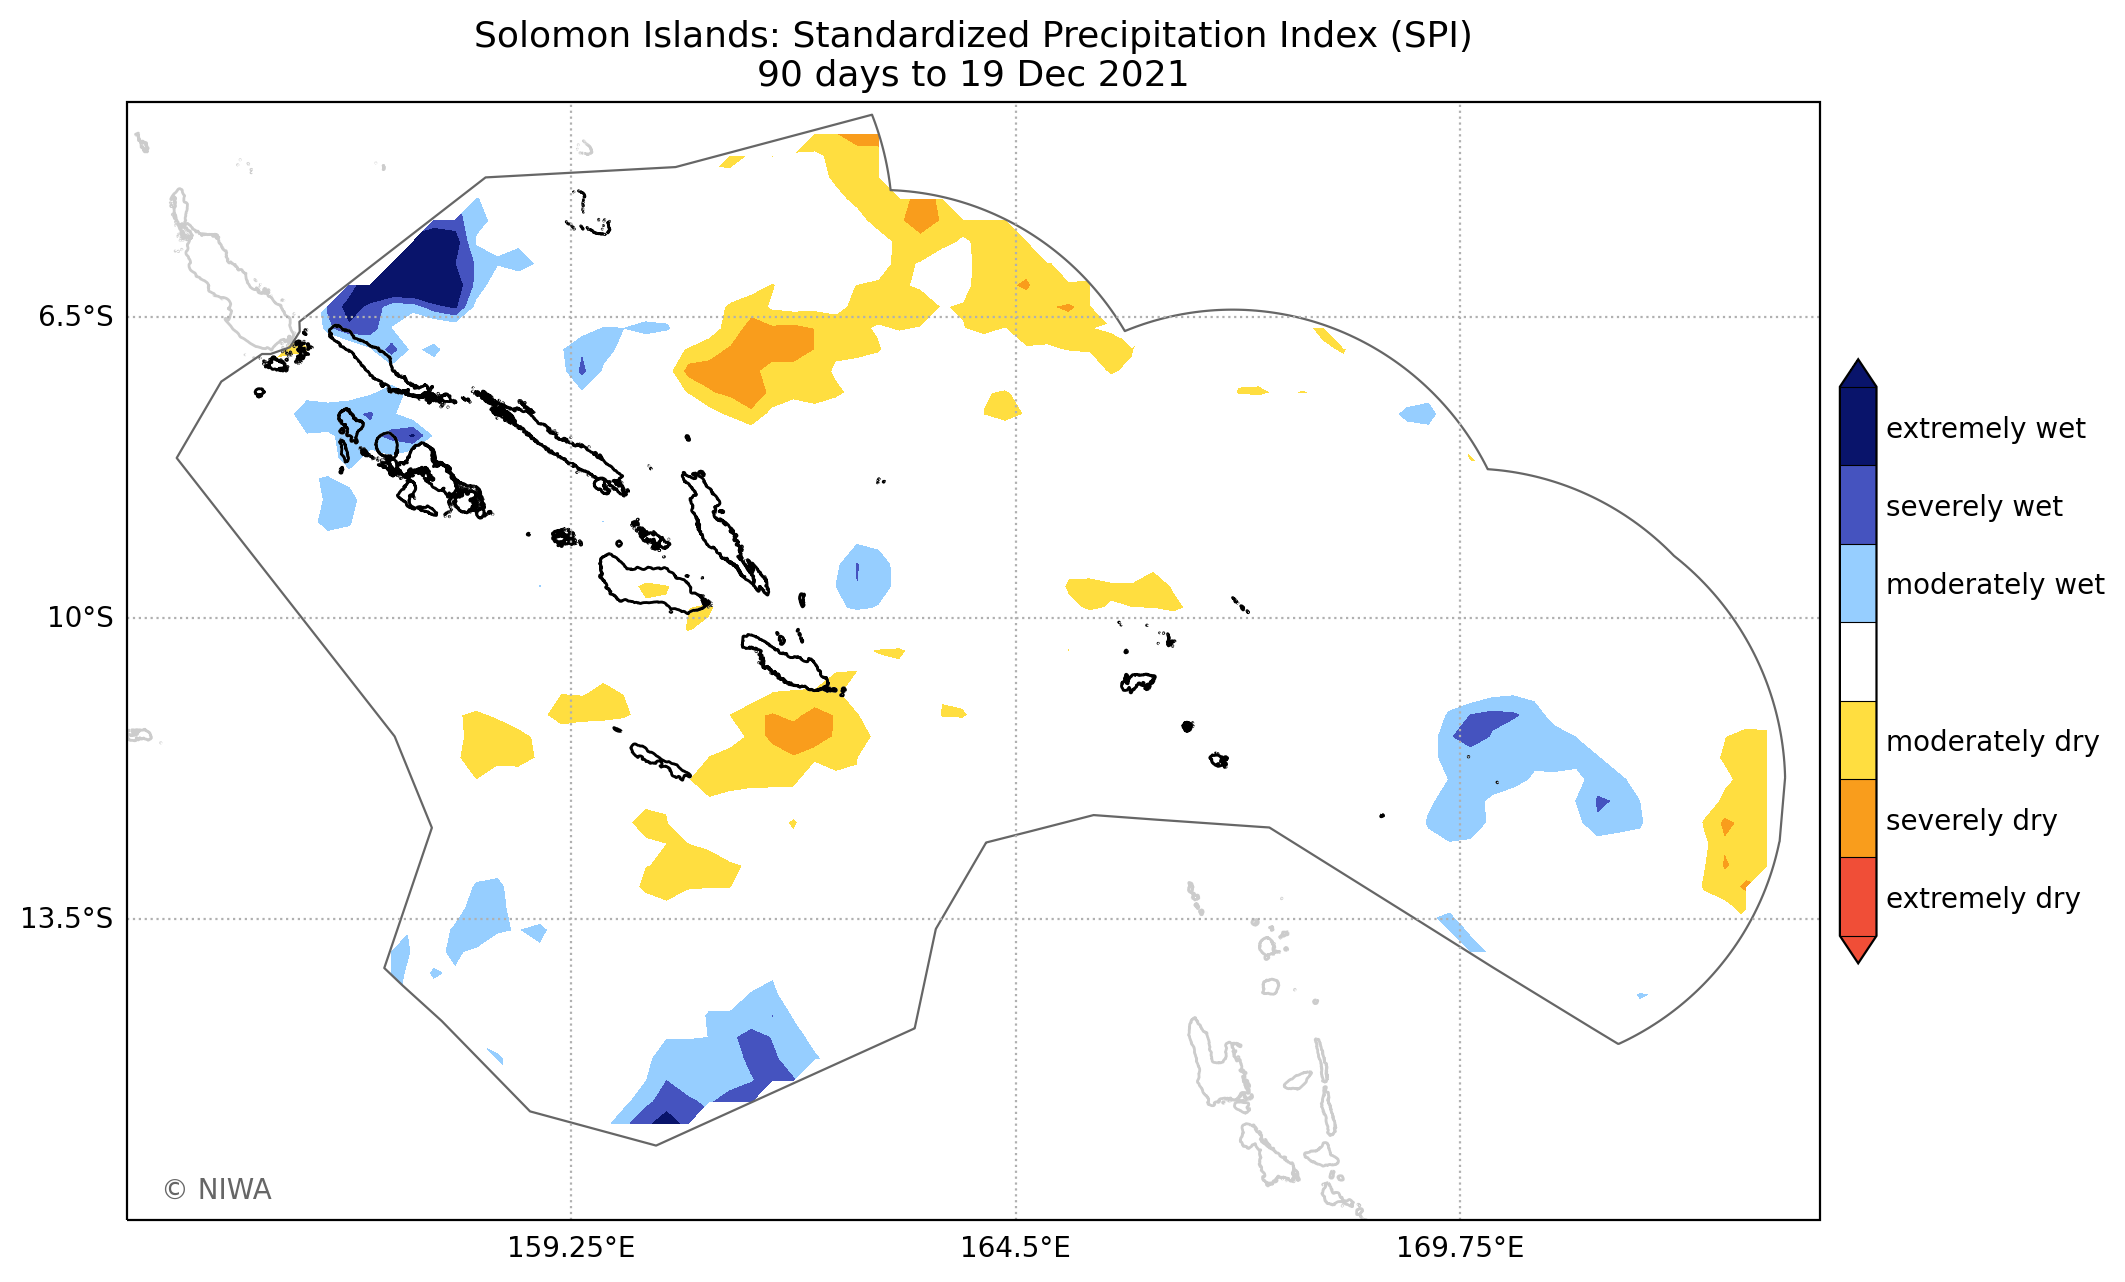 Solomon Islands: Standardized Precipitation Index (SPI)
90 days to 19 Dec 2021
6.5°S
10°S
13.5°S
159.25°E
164.5°E
169.75°E
extremely wet
severely wet
moderately wet
moderately dry
severely dry
extremely dry
© NIWA